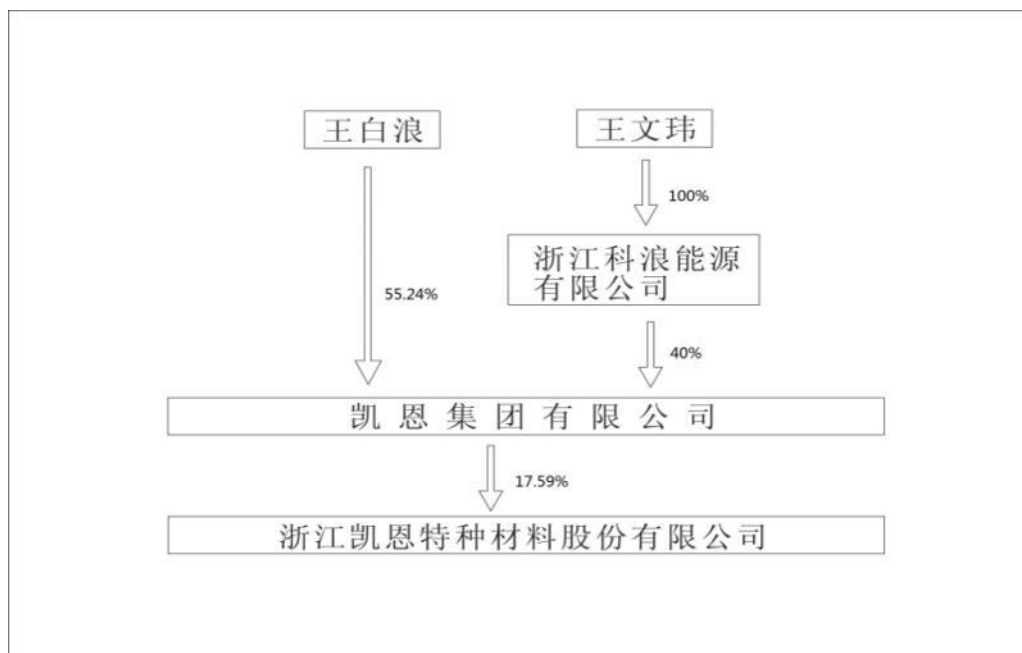 王白浪
王文玮
100%
浙江科浪能源
有限公司
55.24%
40%
凯恩集团有限公司
17.59%
浙江凯恩特种材料股份有限公司